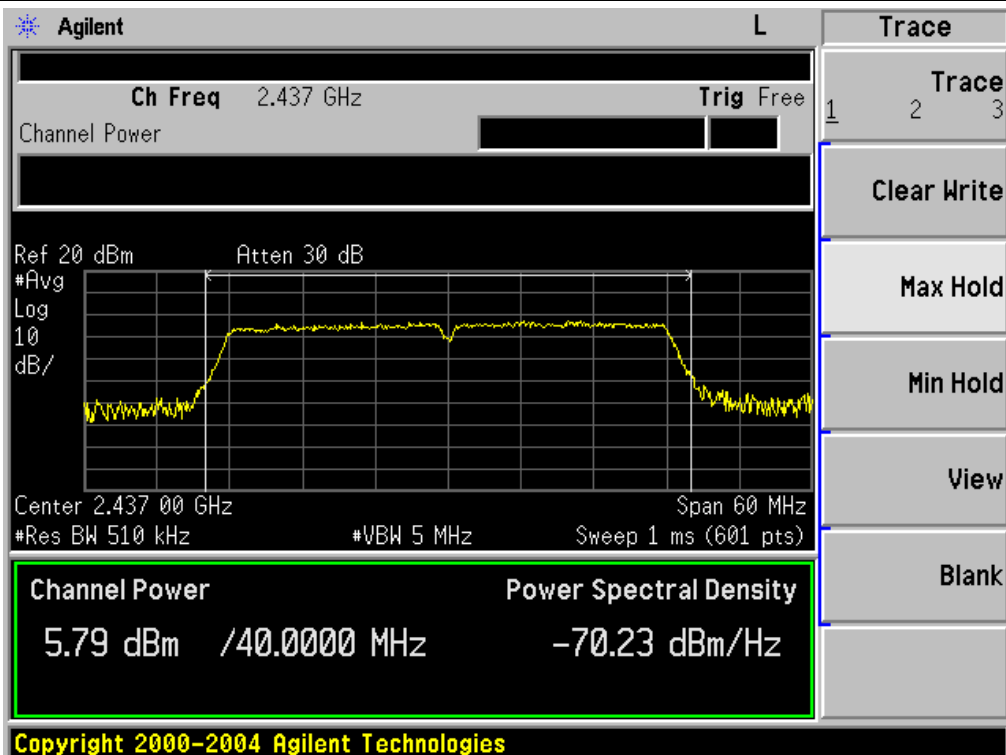 Agilent L Trace
Ch Freq 2.437 GHz Trig Free
Channel Power
Trace
1 2 3
Clear Write
Max Hold
Min Hold
View
Blank
Ref 20 dBm Atten 30 dB
#Avg
Log
10
dB/
Center 2.437 00 GHz Span 60 MHz
#Res BW 510 kHz #VBW 5 MHz Sweep 1 ms (601 pts)
Channel Power Power Spectral Density
5.79 dBm /40.0000 MHz -70.23 dBm/Hz
Copyright 2000-2004 Agilent Technologies